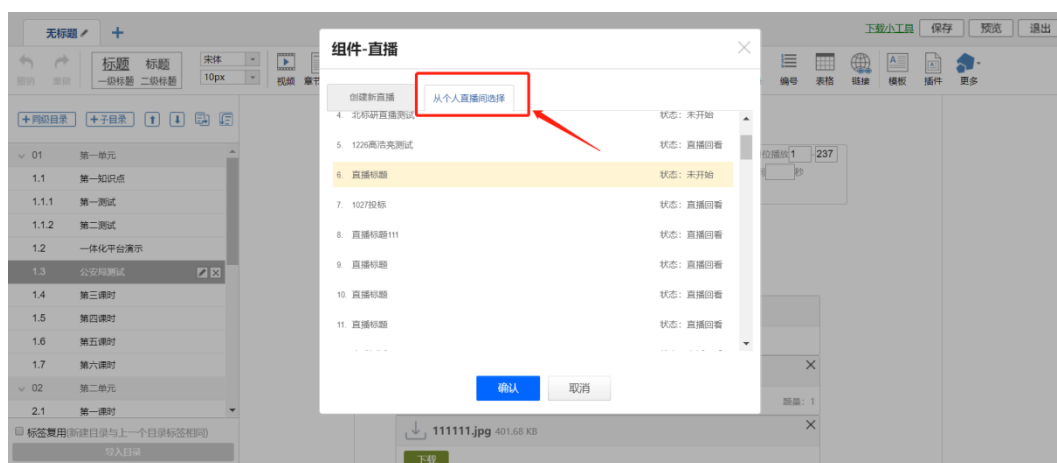 无标题
下载小工具 保存 预览 退出
组件-直播
撤销 重做
标题 标题
一级标题 二级标题
宋体
10px
视频 章节
编号 表格 链接 模板 插件 更多
创建新直播 从个人直播间选择
+同级目录 +子目录
4. 北标研直播测试 状态：未开始
5. 1226高浩亮测试 状态：直播回看
6. 直播标题 状态：未开始
7. 1027投标 状态：直播回看
8. 直播标题111 状态：直播回看
9. 直播标题 状态：直播回看
10. 直播标题 状态：直播回看
11. 直播标题 状态：直播回看
位播放 1 - 237
秒
01 第一单元
1.1 第一知识点
1.1.1 第一测试
1.1.2 第二测试
1.2 一体化平台演示
1.3 公安局测试
1.4 第三课时
1.5 第四课时
1.6 第五课时
1.7 第六课时
02 第二单元
2.1 第一课时
确认 取消
题量：1
标签复用(新建目录与上一个目录标签相同)
导入目录
111111.jpg 401.68 KB
下载